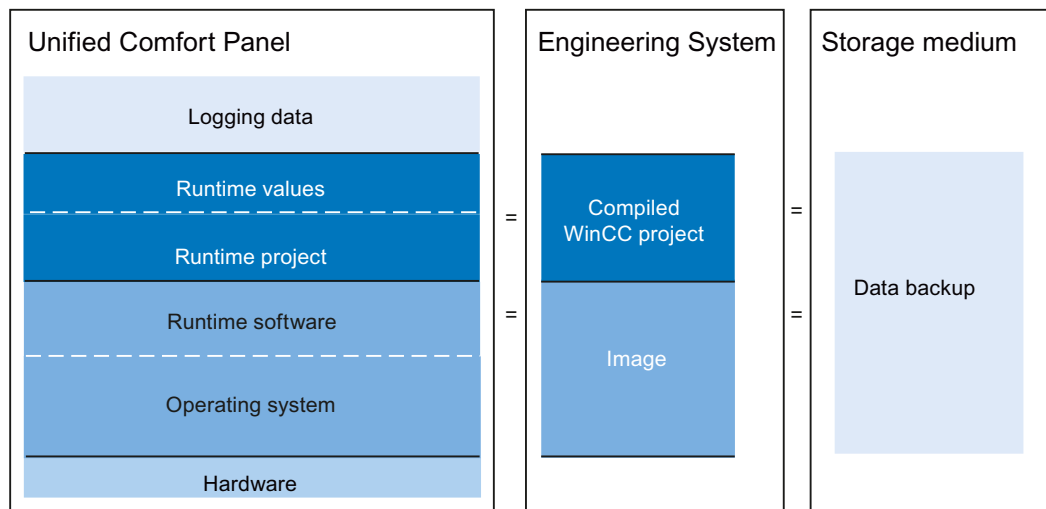 Unified Comfort Panel
Logging data
Runtime values
Runtime project
Runtime software
Operating system
Hardware
=
=
Engineering System
Compiled
WinCC project
Image
=
=
Storage medium
Data backup